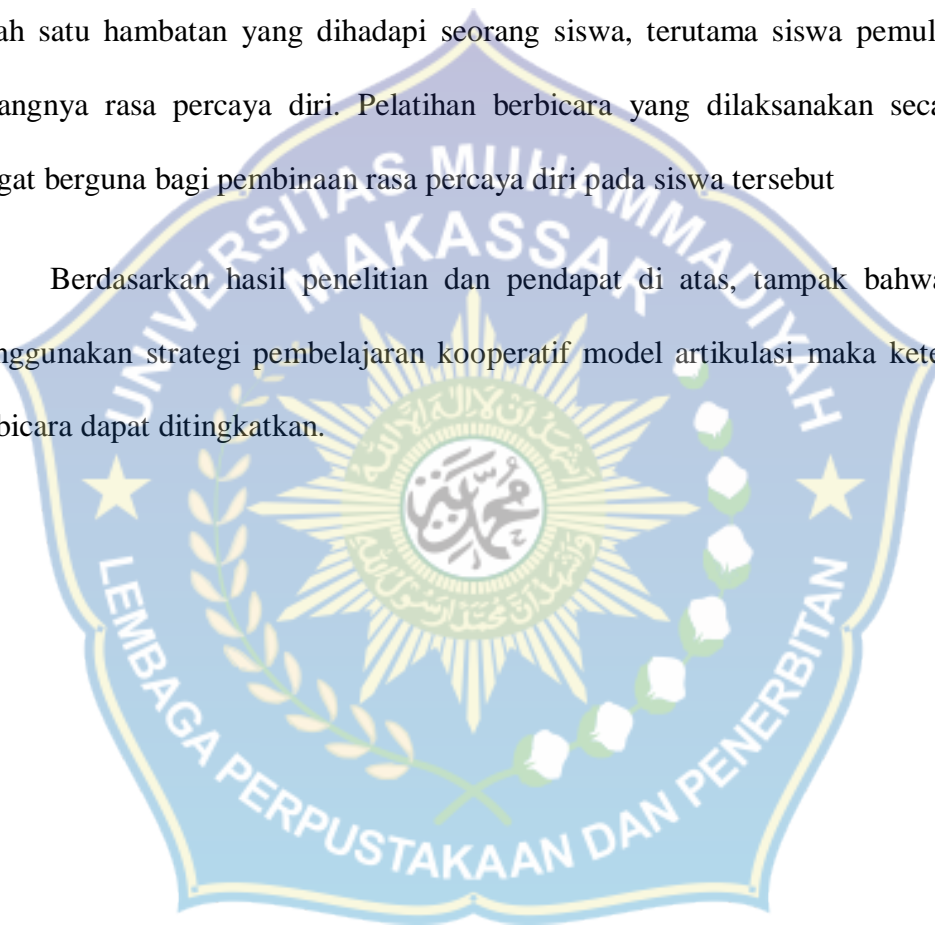 ah satu hambatan yang dihadapi seorang siswa, terutama siswa pemul
angnya rasa percaya diri. Pelatihan berbicara yang dilaksanakan seca
gat berguna bagi pembinaan rasa percaya diri pada siswa tersebut
UNIVERSITAS MUHAMMADIYAH
MAKASSAR
Berdasarkan hasil penelitian dan pendapat di atas, tampak bahwa
nggunakan strategi pembelajaran kooperatif model artikulasi maka kete
bicara dapat ditingkatkan.
محمدية
LEMBAGA PERPUSTAKAAN DAN PENERBITAN